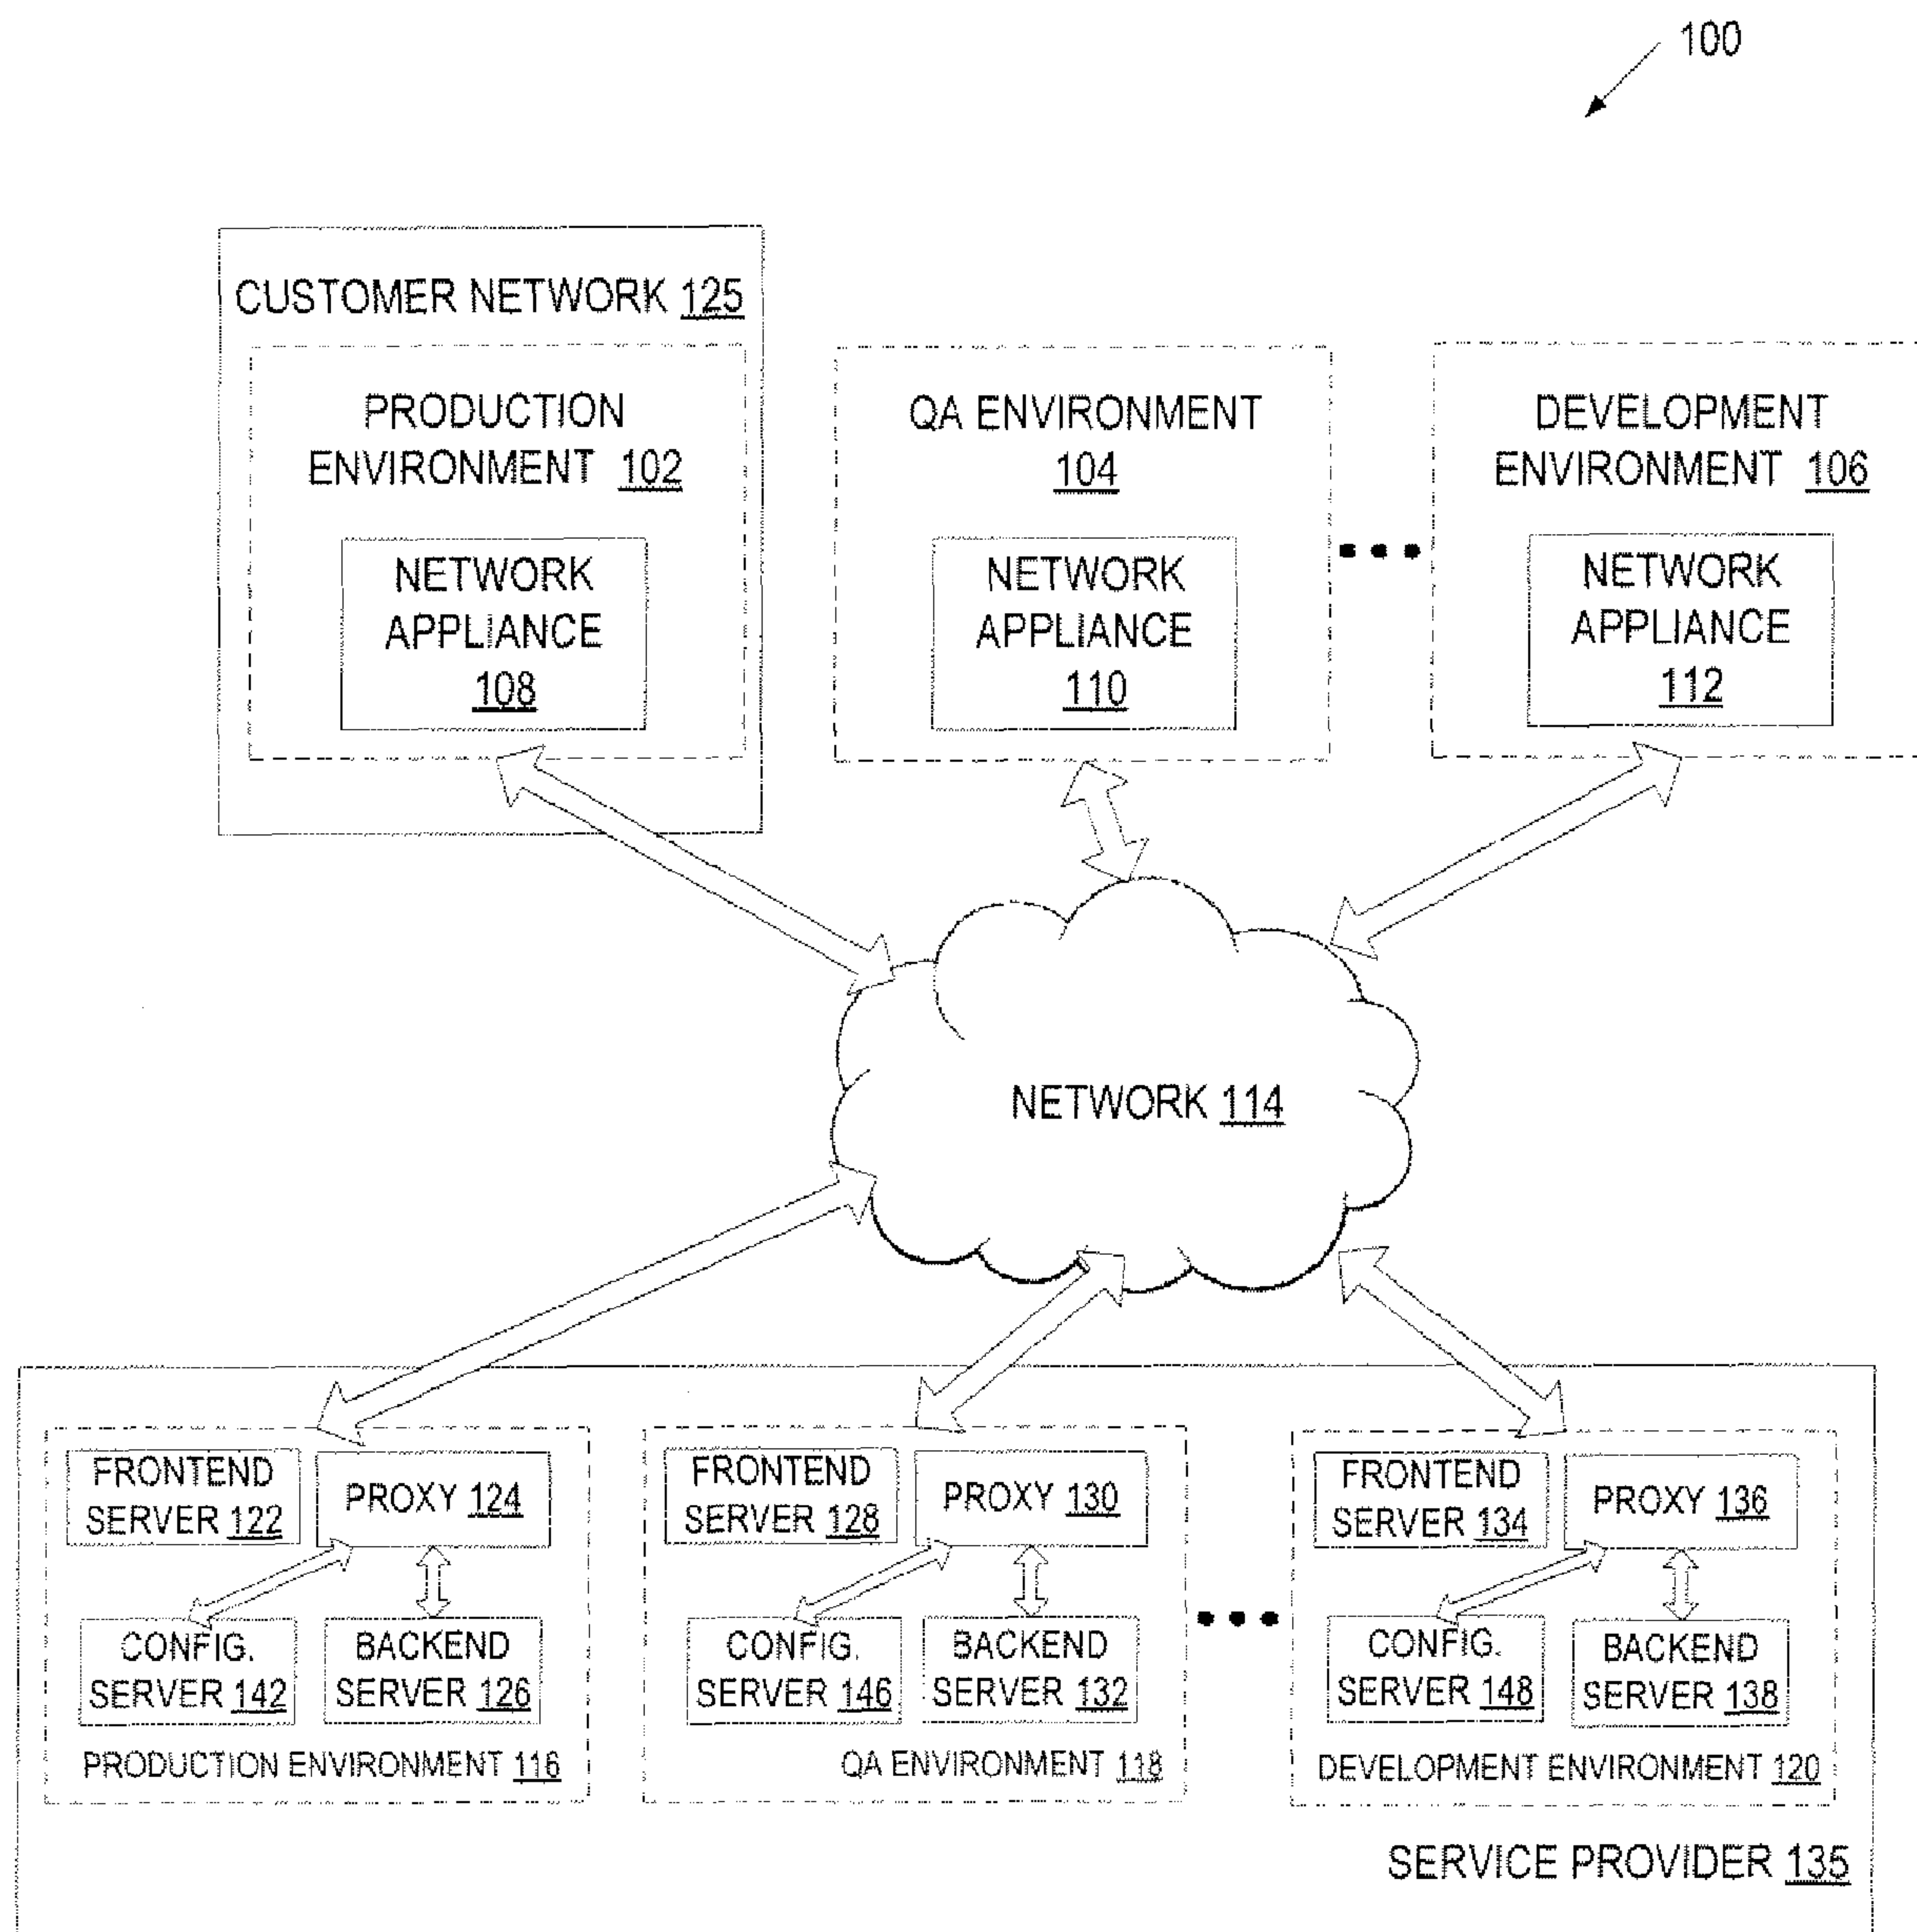 100
CUSTOMER NETWORK 125
PRODUCTION
ENVIRONMENT 102
NETWORK
APPLIANCE
108
QA ENVIRONMENT
104
NETWORK
APPLIANCE
110
DEVELOPMENT
ENVIRONMENT 106
NETWORK
APPLIANCE
112
NETWORK 114
FRONTEND
SERVER 122
PROXY 124
CONFIG.
SERVER 142
BACKEND
SERVER 126
PRODUCTION ENVIRONMENT 116
FRONTEND
SERVER 128
PROXY 130
CONFIG.
SERVER 146
BACKEND
SERVER 132
QA ENVIRONMENT 118
FRONTEND
SERVER 134
PROXY 136
CONFIG.
SERVER 148
BACKEND
SERVER 138
DEVELOPMENT ENVIRONMENT 120
SERVICE PROVIDER 135